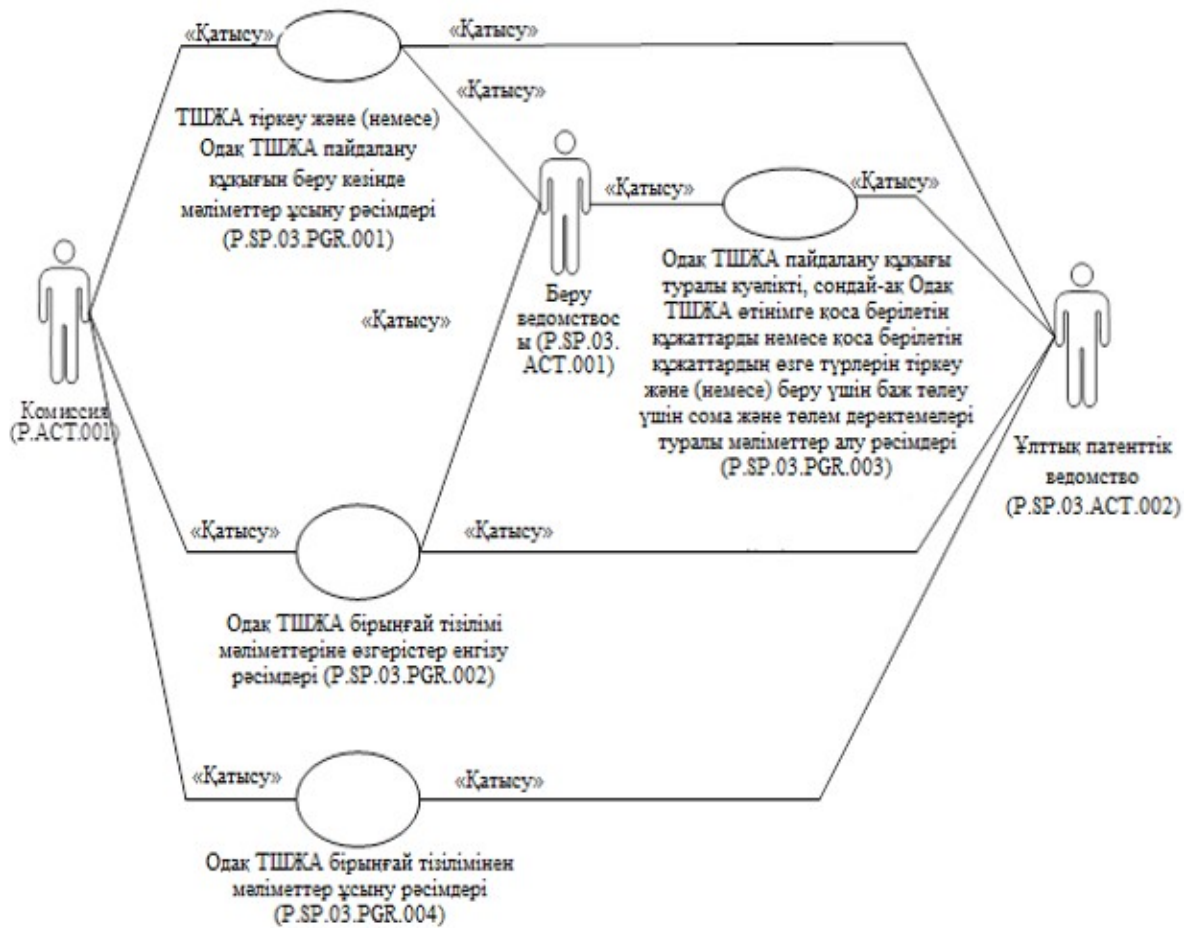 «Қатысу»
«Қатысу»
«Қатысу»
ТШЖА тіркеу және (немесе)
Одақ ТШЖА пайдалану
құқығын беру кезінде
мәліметтер ұсыну рәсімдері
(P.SP.03.PGR.001)
«Қатысу»
«Қатысу»
Одақ ТШЖА пайдалану құқығы
туралы куәлікті, сондай-ақ Одақ
ТШЖА өтінімге қоса берілетін
құжаттарды немесе қоса берілетін
құжаттардың өзге түрлерін тіркеу
және (немесе) беру үшін баж төлеу
үшін сома және төлем деректемелері
туралы мәліметтер алу рәсімдері
(P.SP.03.PGR.003)
Беру
ведомствос
ы (P.SP.03.
ACT.001)
«Қатысу»
Комиссия
(P.ACT.001)
Ұлттық патенттік
ведомство
(P.SP.03.ACT.002)
«Қатысу»
«Қатысу»
Одақ ТШЖА бірыңғай тізілімі
мәліметтеріне өзгерістер енгізу
рәсімдері (P.SP.03.PGR.002)
«Қатысу»
«Қатысу»
Одақ ТШЖА бірыңғай тізілімінен
мәліметтер ұсыну рәсімдері
(P.SP.03.PGR.004)